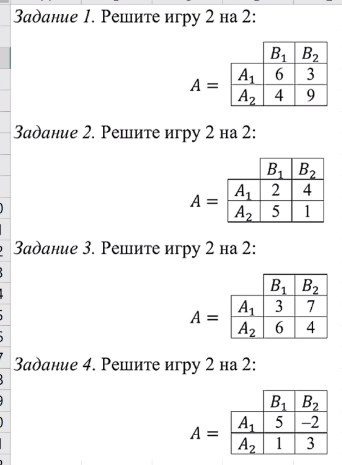 Задание 1. Решите игру 2 на 2:
B₁ B₂
A = A₁ 6 3
A₂ 4 9
Задание 2. Решите игру 2 на 2:
B₁ B₂
A = A₁ 2 4
A₂ 5 1
Задание 3. Решите игру 2 на 2:
B₁ B₂
A = A₁ 3 7
A₂ 6 4
Задание 4. Решите игру 2 на 2:
B₁ B₂
A = A₁ 5 –2
A₂ 1 3